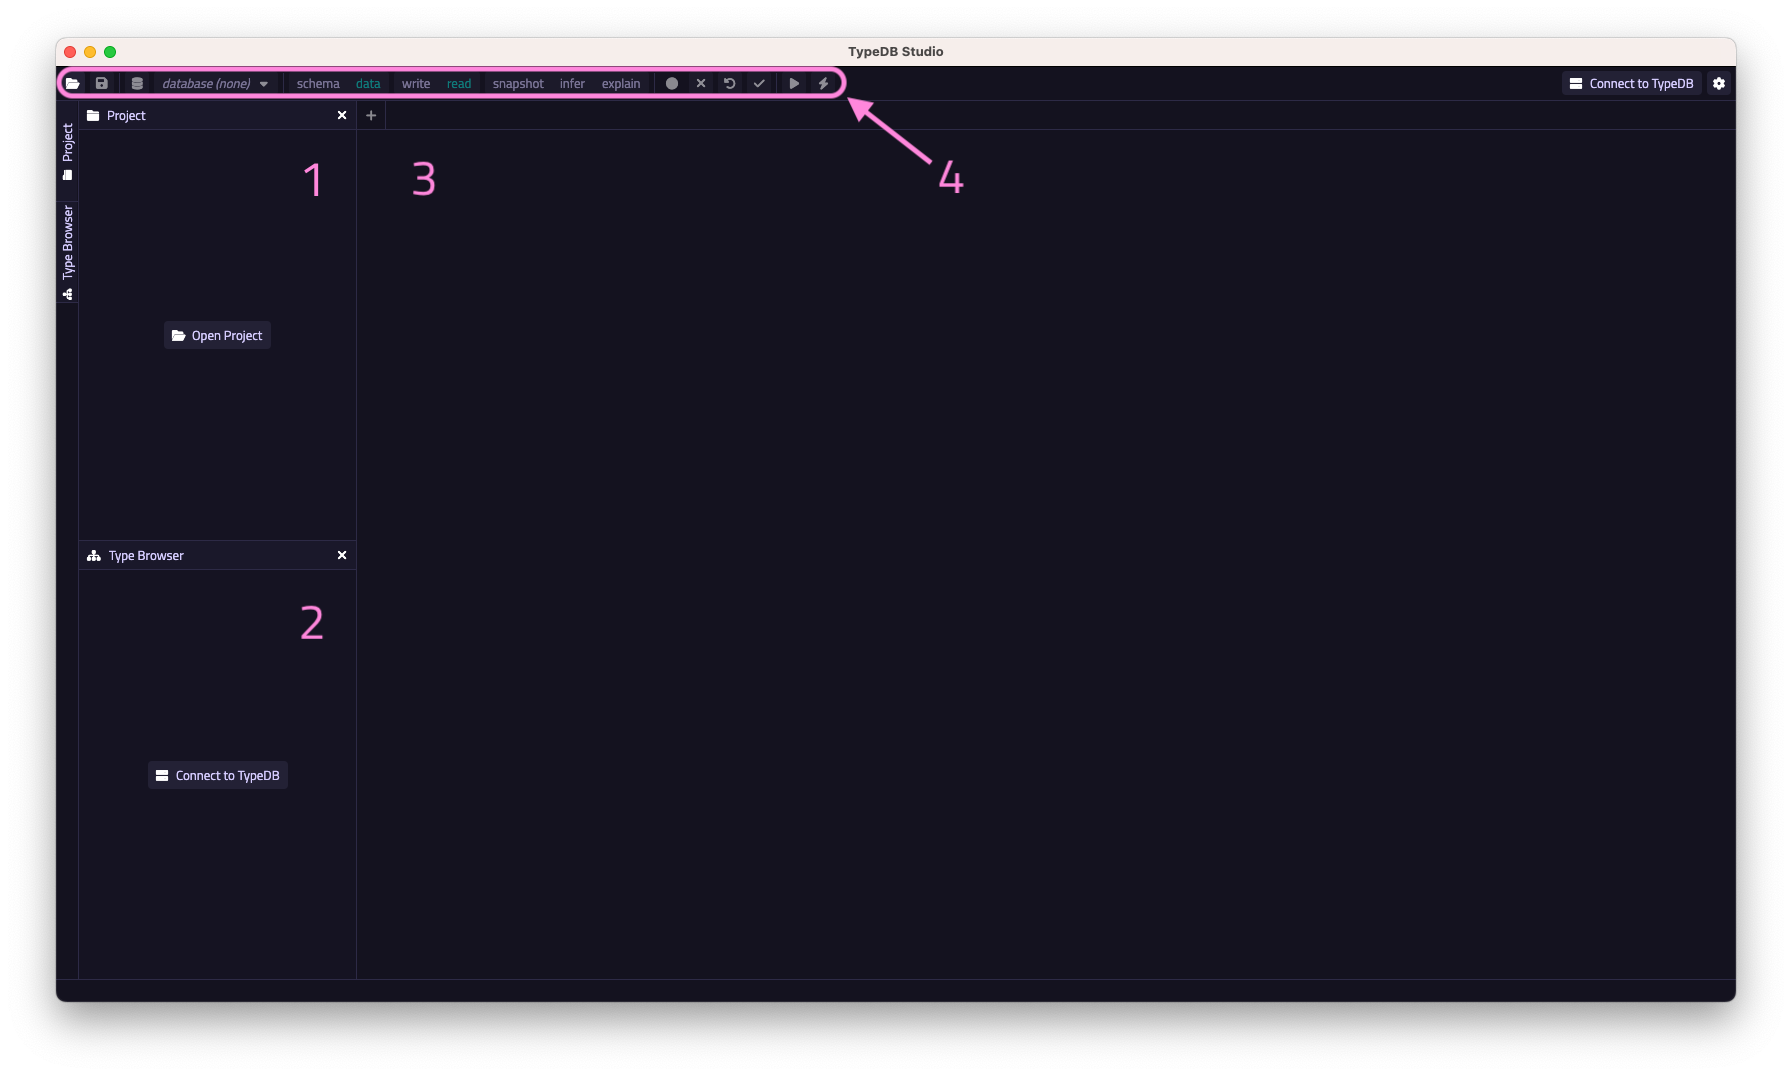 TypeDB Studio
database (none) schema data write read snapshot infer explain Connect to TypeDB
Project
Project
Type Browser
1
3
4
Open Project
Type Browser
2
Connect to TypeDB